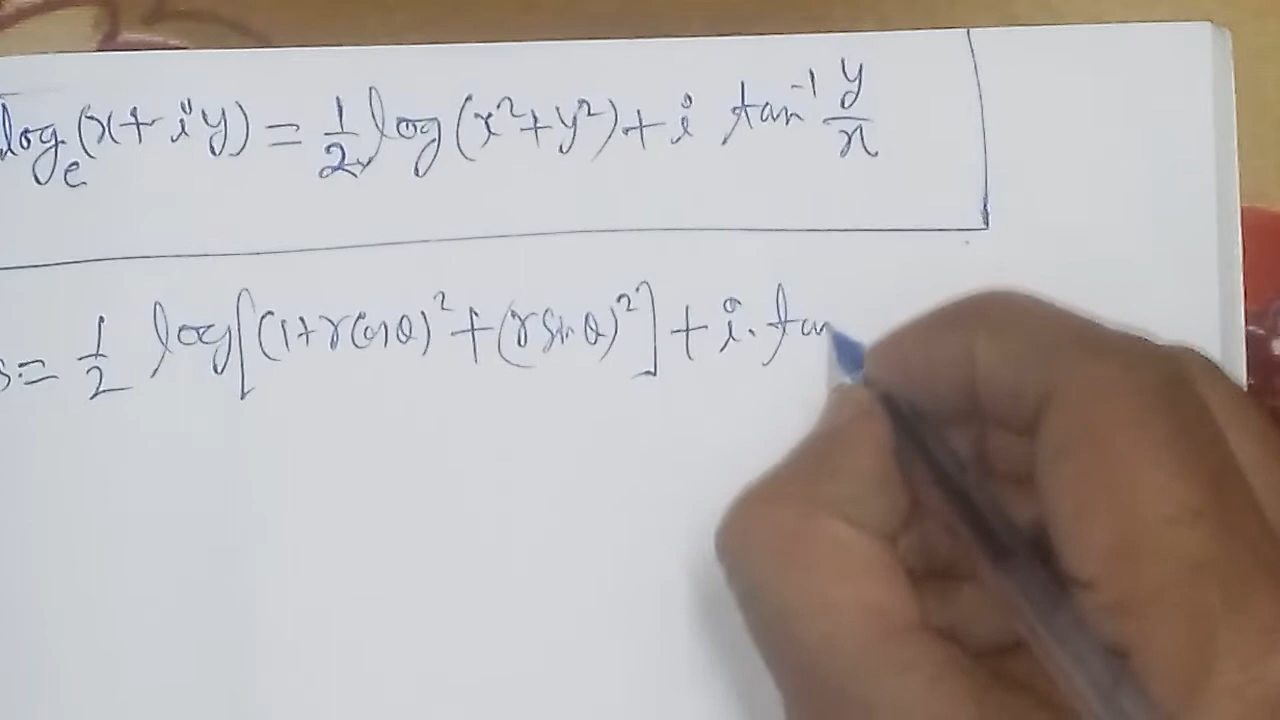 log_e(x+iy) = 1/2 log(x²+y²) + i tan⁻¹ y/x
s = 1/2 log[(1+r cos θ)² + (r sin θ)²] + i. tan